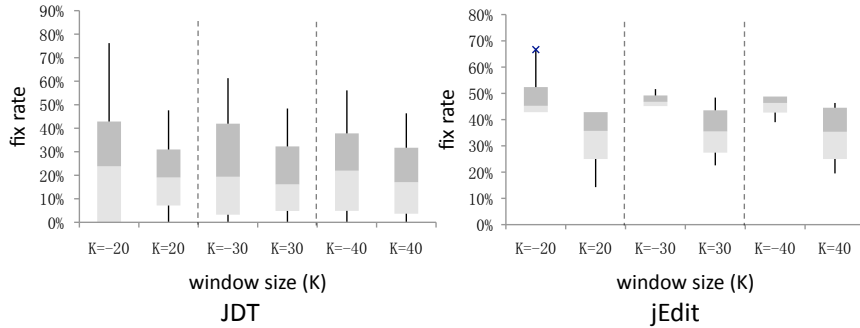 90%
80%
70%
60%
50%
40%
30%
20%
10%
0%
fix rate
K=-20 K=20 K=-30 K=30 K=-40 K=40
window size (K)
JDT
80%
70%
60%
50%
40%
30%
20%
10%
0%
fix rate
K=-20 K=20 K=-30 K=30 K=-40 K=40
window size (K)
jEdit